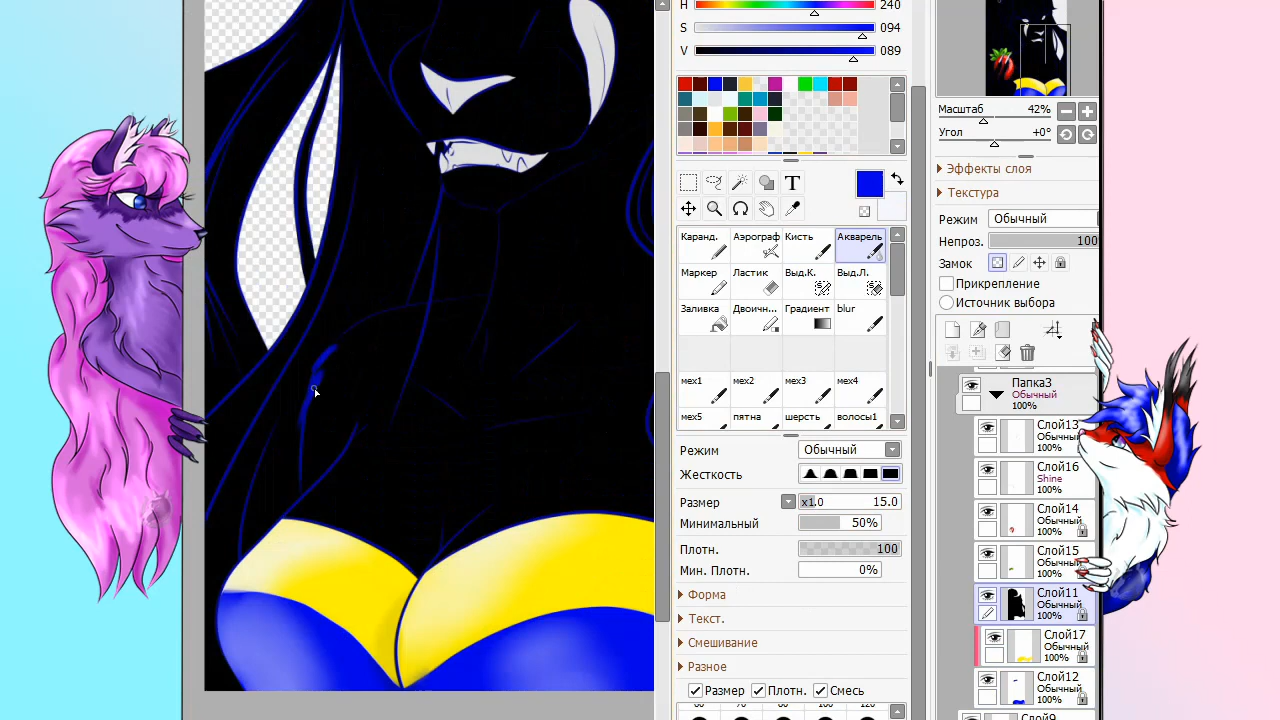 H 240
S 094
V 089
T
Каранд. Аэрограф Кисть Акварель
Маркер Ластик Выд.К. Выд.Л.
Заливка Двоичн... Градиент blur
мех1 мех2 мех3 мех4
мех5 пятна шерсть волосы1
Режим Обычный
Жесткость
Размер x1.0 15.0
Минимальный 50%
Плотн. 100
Мин. Плотн. 0%
Форма
Текст.
Смешивание
Разное
Размер Плотн. Смесь
Масштаб 42%
Угол +0°
Эффекты слоя
Текстура
Режим Обычный
Непроз. 100
Замок
Прикрепление
Источник выбора
Папка3
Обычный
100%
Слой13
Обычный
100%
Слой16
Shine
100%
Слой14
Обычный
100%
Слой15
Обычный
100%
Слой11
Обычный
100%
Слой17
Обычный
100%
Слой12
Обычный
100%